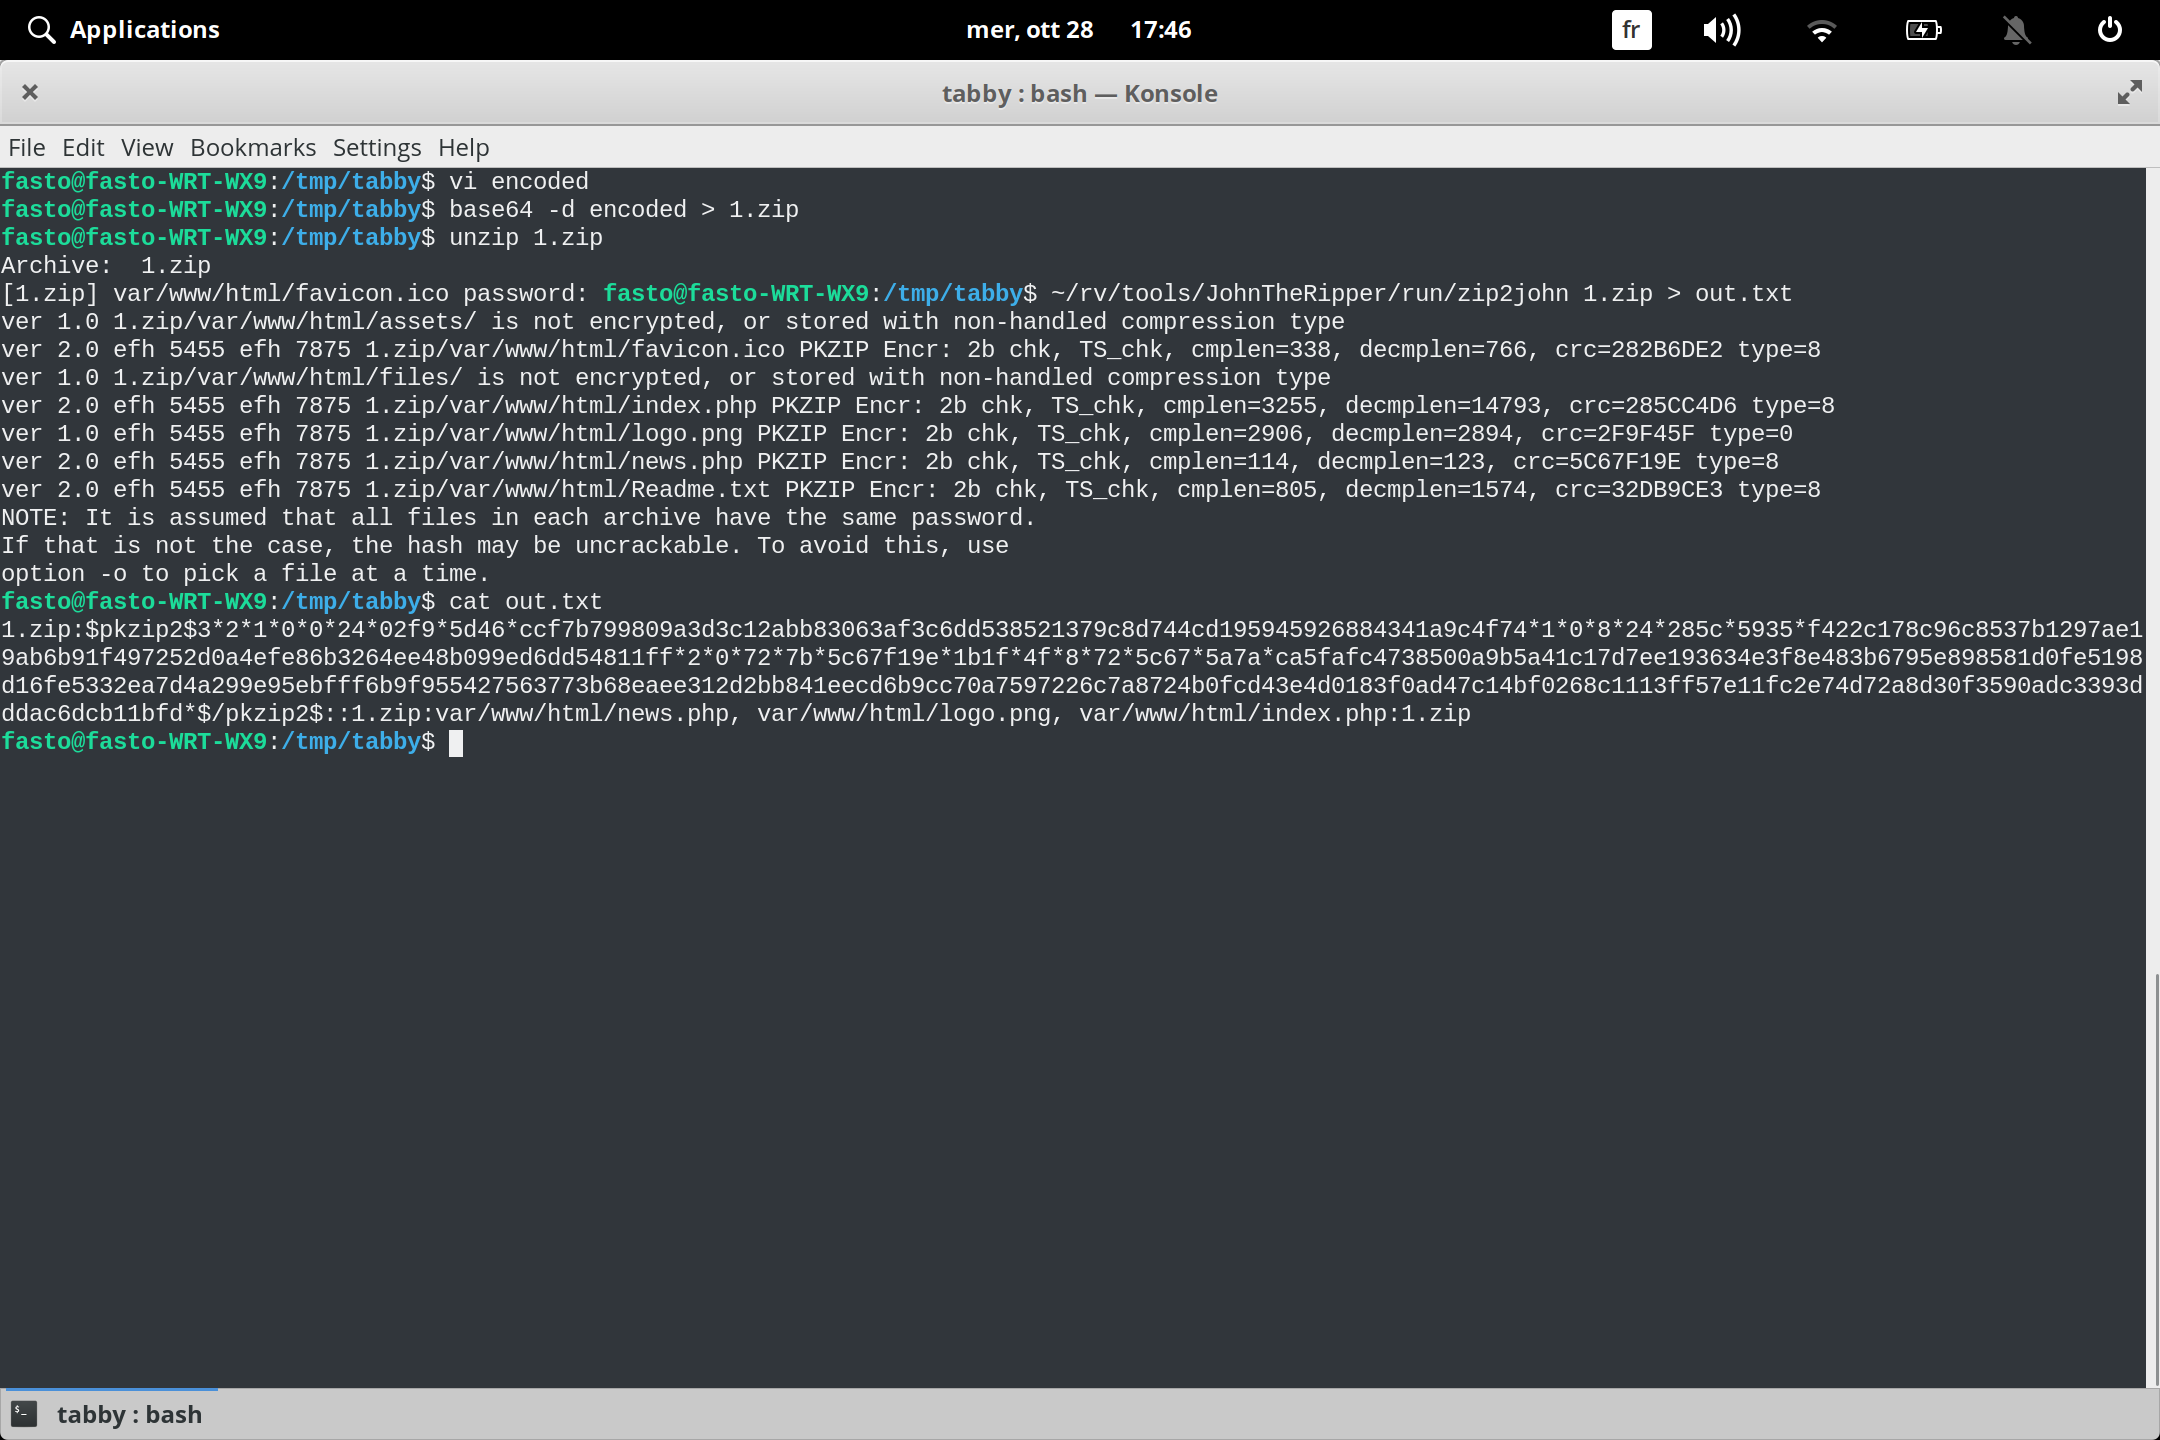 Applications
mer, ott 28 17:46
fr
tabby : bash — Konsole
File Edit View Bookmarks Settings Help
fasto@fasto-WRT-WX9:/tmp/tabby$ vi encoded
fasto@fasto-WRT-WX9:/tmp/tabby$ base64 -d encoded > 1.zip
fasto@fasto-WRT-WX9:/tmp/tabby$ unzip 1.zip
Archive:  1.zip
[1.zip] var/www/html/favicon.ico password: fasto@fasto-WRT-WX9:/tmp/tabby$ ~/rv/tools/JohnTheRipper/run/zip2john 1.zip > out.txt
ver 1.0 1.zip/var/www/html/assets/ is not encrypted, or stored with non-handled compression type
ver 2.0 efh 5455 efh 7875 1.zip/var/www/html/favicon.ico PKZIP Encr: 2b chk, TS_chk, cmplen=338, decmplen=766, crc=282B6DE2 type=8
ver 1.0 1.zip/var/www/html/files/ is not encrypted, or stored with non-handled compression type
ver 2.0 efh 5455 efh 7875 1.zip/var/www/html/index.php PKZIP Encr: 2b chk, TS_chk, cmplen=3255, decmplen=14793, crc=285CC4D6 type=8
ver 1.0 efh 5455 efh 7875 1.zip/var/www/html/logo.png PKZIP Encr: 2b chk, TS_chk, cmplen=2906, decmplen=2894, crc=2F9F45F type=0
ver 2.0 efh 5455 efh 7875 1.zip/var/www/html/news.php PKZIP Encr: 2b chk, TS_chk, cmplen=114, decmplen=123, crc=5C67F19E type=8
ver 2.0 efh 5455 efh 7875 1.zip/var/www/html/Readme.txt PKZIP Encr: 2b chk, TS_chk, cmplen=805, decmplen=1574, crc=32DB9CE3 type=8
NOTE: It is assumed that all files in each archive have the same password.
If that is not the case, the hash may be uncrackable. To avoid this, use
option -o to pick a file at a time.
fasto@fasto-WRT-WX9:/tmp/tabby$ cat out.txt
1.zip:$pkzip2$3*2*1*0*0*24*02f9*5d46*ccf7b799809a3d3c12abb83063af3c6dd538521379c8d744cd195945926884341a9c4f74*1*0*8*24*285c*5935*f422c178c96c8537b1297ae1
9ab6b91f497252d0a4efe86b3264ee48b099ed6dd54811ff*2*0*72*7b*5c67f19e*1b1f*4f*8*72*5c67*5a7a*ca5fafc4738500a9b5a41c17d7ee193634e3f8e483b6795e898581d0fe5198
d16fe5332ea7d4a299e95ebfff6b9f955427563773b68eaee312d2bb841eecd6b9cc70a7597226c7a8724b0fcd43e4d0183f0ad47c14bf0268c1113ff57e11fc2e74d72a8d30f3590adc3393d
ddac6dcb11bfd*$/pkzip2$::1.zip:var/www/html/news.php, var/www/html/logo.png, var/www/html/index.php:1.zip
fasto@fasto-WRT-WX9:/tmp/tabby$
tabby : bash